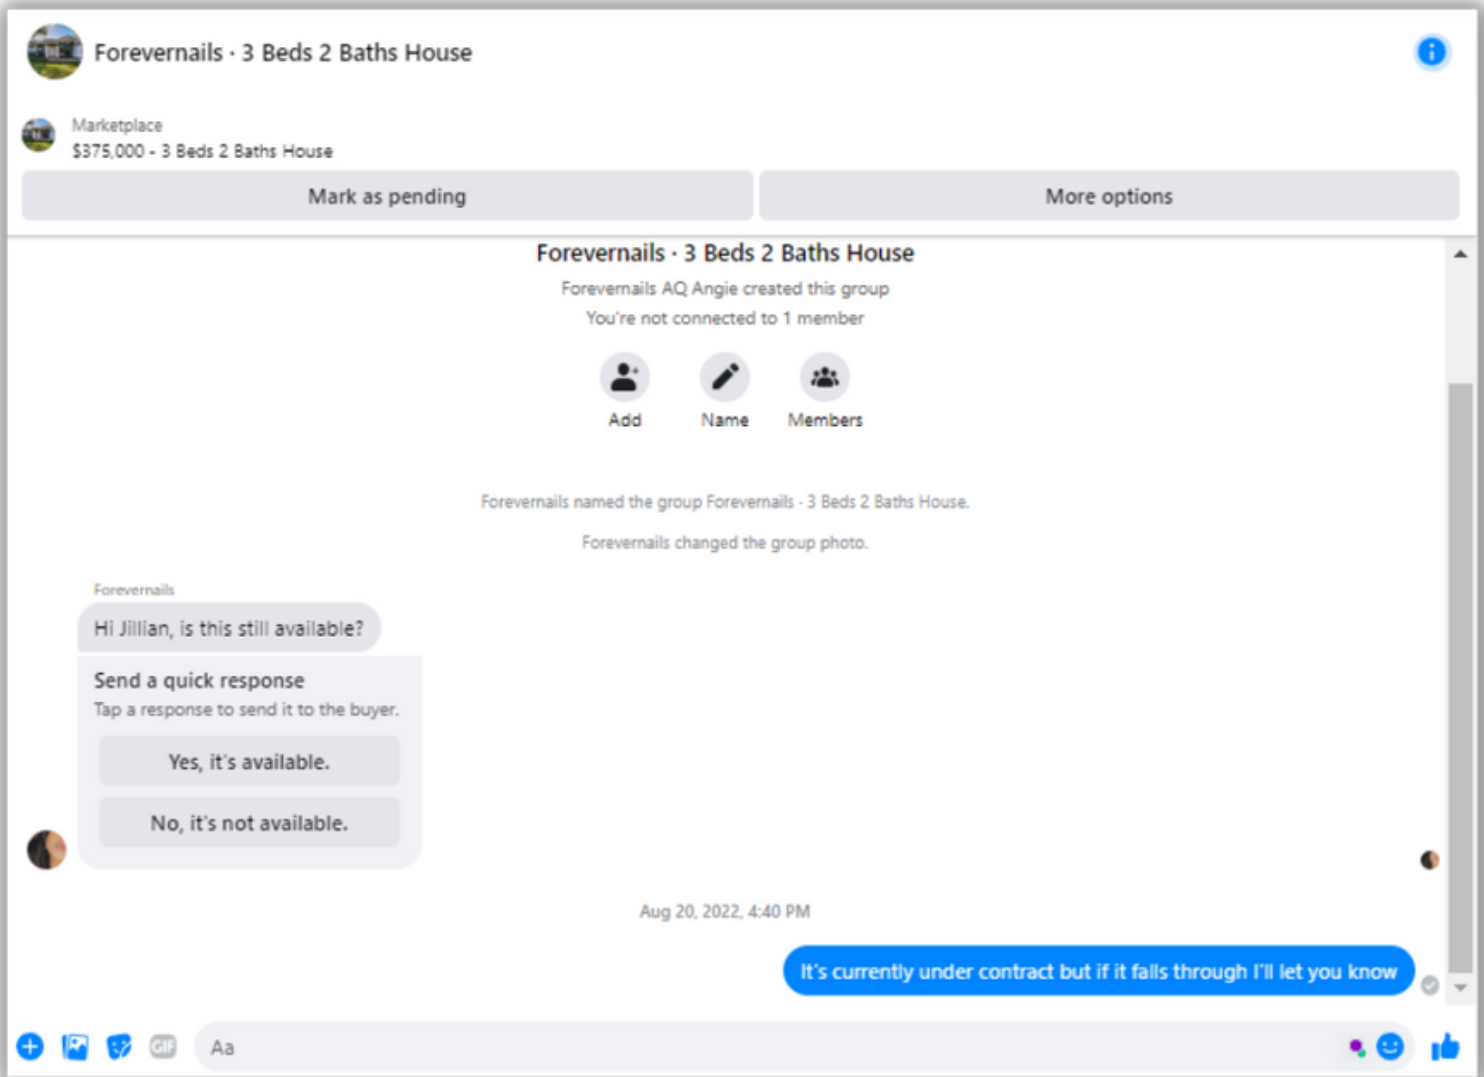 Forevernails · 3 Beds 2 Baths House
Marketplace
$375,000 - 3 Beds 2 Baths House
Mark as pending
More options
Forevernails · 3 Beds 2 Baths House
Forevernails AQ Angie created this group
You're not connected to 1 member
Add
Name
Members
Forevernails named the group Forevernails · 3 Beds 2 Baths House.
Forevernails changed the group photo.
Forevernails
Hi Jillian, is this still available?
Send a quick response
Tap a response to send it to the buyer.
Yes, it's available.
No, it's not available.
Aug 20, 2022, 4:40 PM
It's currently under contract but if it falls through I'll let you know
GIF
Aa